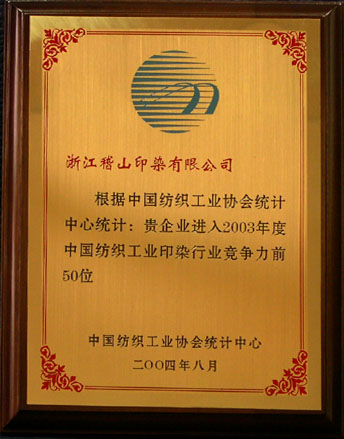 浙江稽山印染有限公司
根据中国纺织工业协会统计
中心统计：贵企业进入2003年度
中国纺织工业印染行业竞争力前
50位
中国纺织工业协会统计中心
二〇〇四年八月